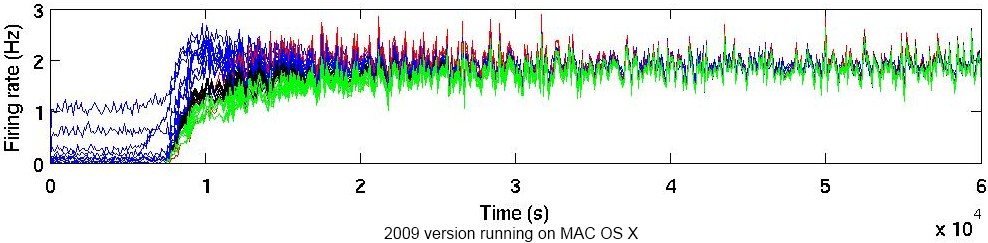 3
2
1
0
Firing rate (Hz)
0 1 2 3 4 5 6
Time (s)
x 10 4
2009 version running on MAC OS X